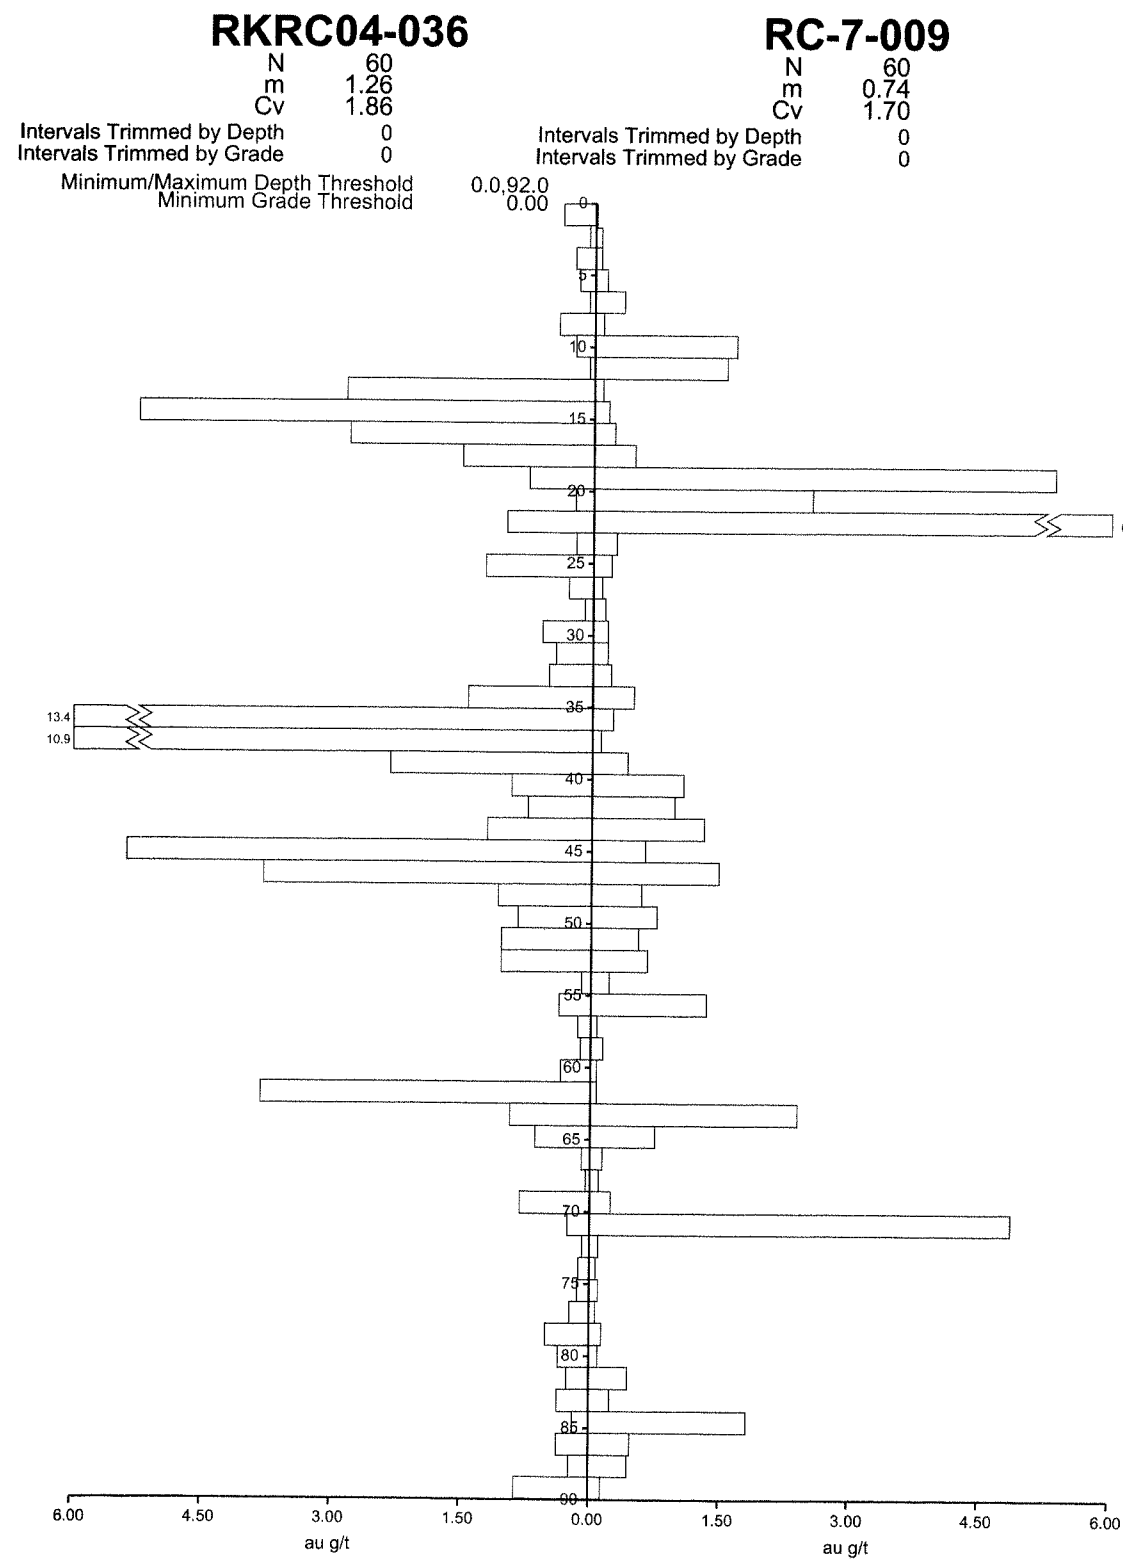 RKRC04-036 RC-7-009
N 60 N 60
m 1.26 m 0.74
Cv 1.86 Cv 1.70
Intervals Trimmed by Depth 0 Intervals Trimmed by Depth 0
Intervals Trimmed by Grade 0 Intervals Trimmed by Grade 0
Minimum/Maximum Depth Threshold 0.0,92.0
Minimum Grade Threshold 0.00
0
5
10
15
20
25
30
35
13.4
10.9
40
45
50
55
60
65
70
75
80
85
90
6.00 4.50 3.00 1.50 0.00 1.50 3.00 4.50 6.00
au g/t au g/t